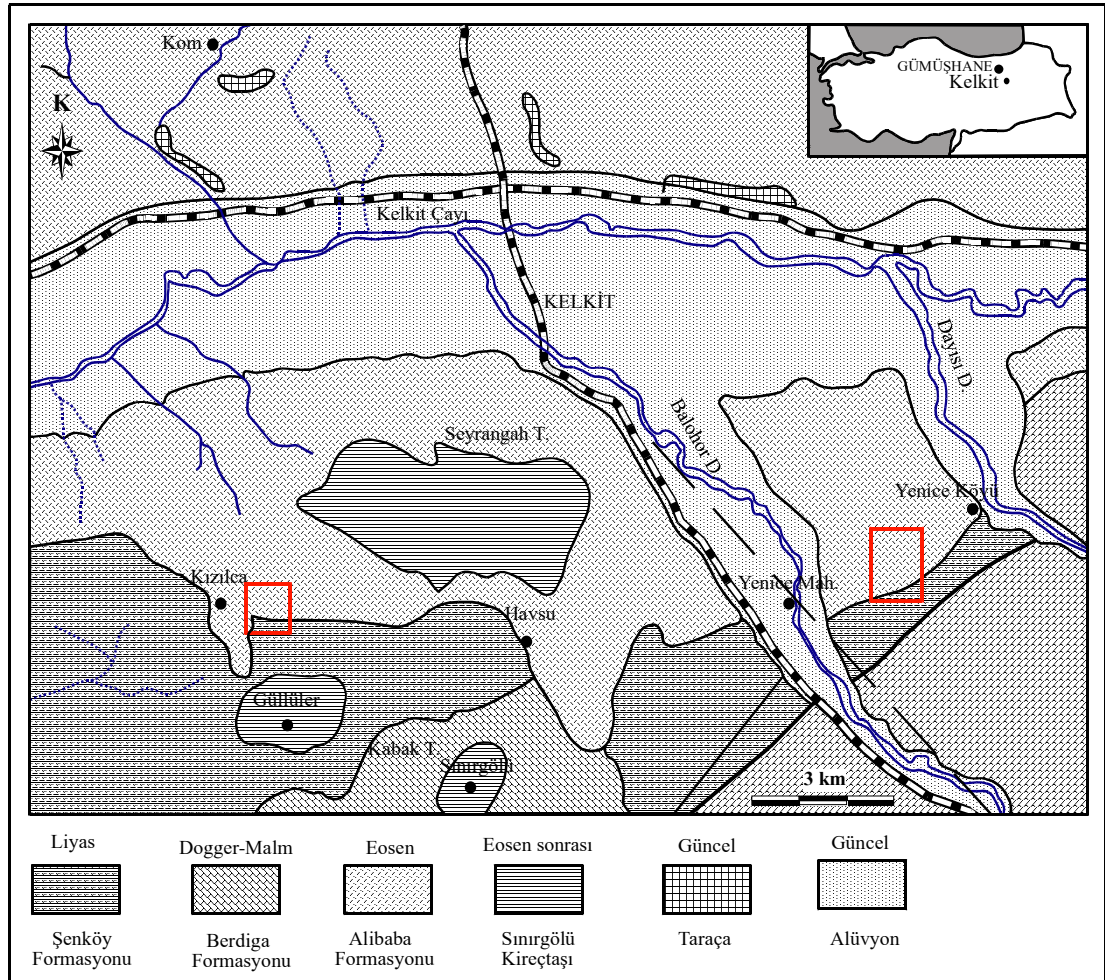 Kom
GÜMÜŞHANE
Kelkit
K
Kelkit Çayı
KELKİT
Dayısı D.
Balohor D.
Seyrangah T.
Yenice Köyü
Kızılca
Yenice Mah.
Havsu
Güllüler
Kabak T.
Sınırgölü
3 km
Liyas
Dogger-Malm
Eosen
Eosen sonrası
Güncel
Güncel
Şenköy
Formasyonu
Berdiga
Formasyonu
Alibaba
Formasyonu
Sınırgölü
Kireçtaşı
Taraça
Alüvyon